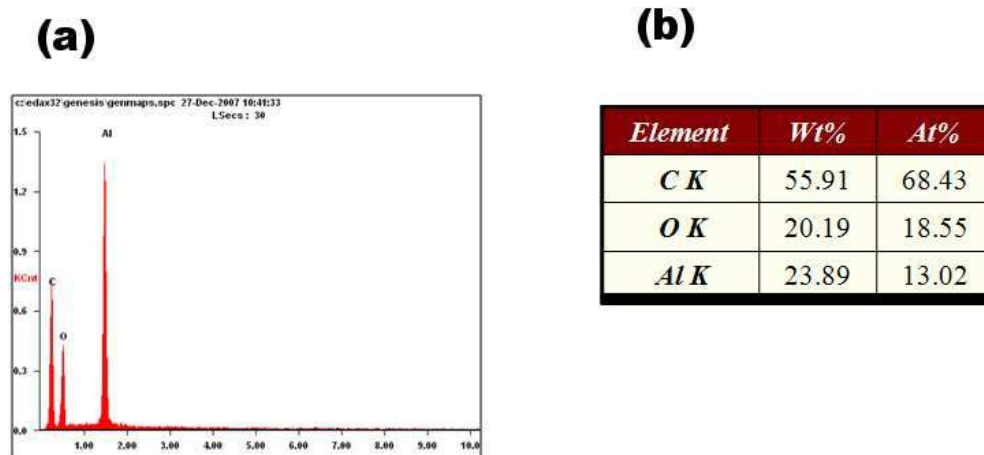 (a)
(b)
c:\edax32\genesis\genmaps.spc 27-Dec-2007 10:41:33
LSecs : 30
1.5
Al
1.2
0.9
KCnt
C
0.6
O
0.3
0.0
1.00 2.00 3.00 4.00 5.00 6.00 7.00 8.00 9.00 10.0
Element Wt% At%
C K 55.91 68.43
O K 20.19 18.55
Al K 23.89 13.02